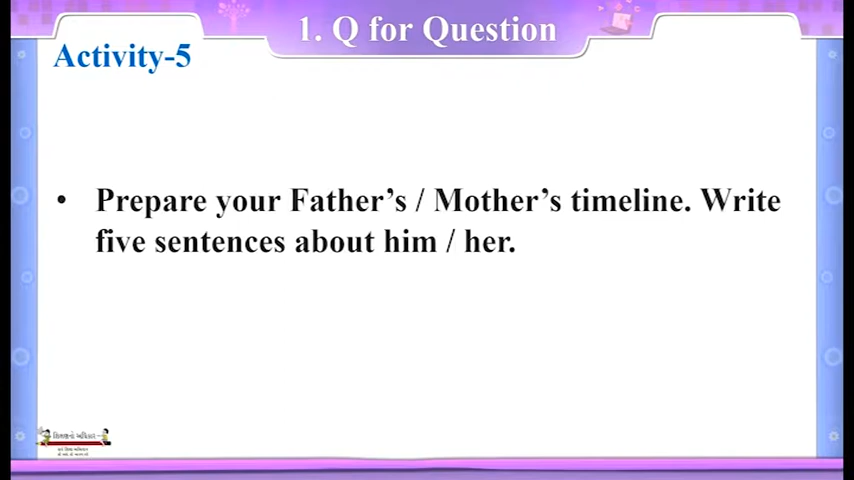 1. Q for Question
Activity-5
• Prepare your Father's / Mother's timeline. Write
five sentences about him / her.